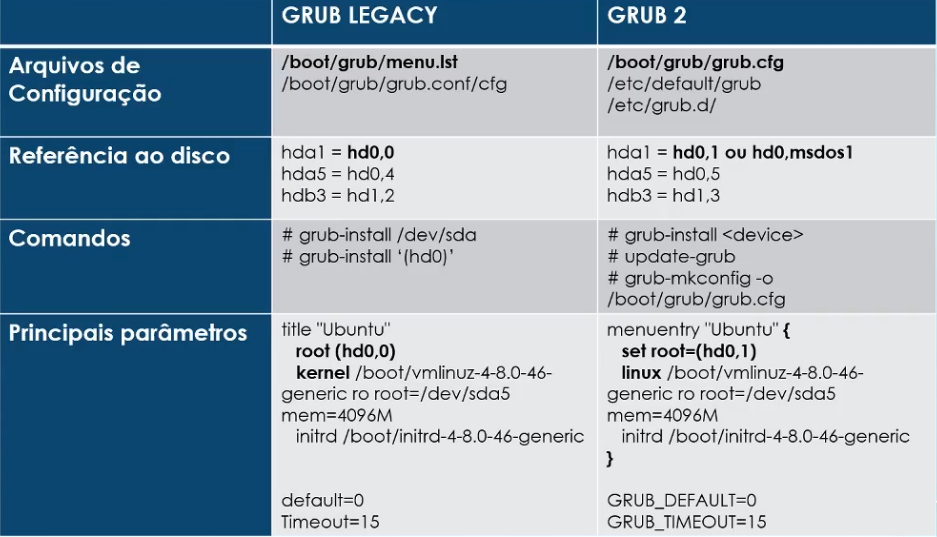 GRUB LEGACY
GRUB 2
Arquivos de
Configuração
/boot/grub/menu.lst
/boot/grub/grub.conf/cfg
/boot/grub/grub.cfg
/etc/default/grub
/etc/grub.d/
Referência ao disco
hda1 = hd0,0
hda5 = hd0,4
hdb3 = hd1,2
hda1 = hd0,1 ou hd0,msdos1
hda5 = hd0,5
hdb3 = hd1,3
Comandos
# grub-install /dev/sda
# grub-install ‘(hd0)’
# grub-install <device>
# update-grub
# grub-mkconfig -o
/boot/grub/grub.cfg
Principais parâmetros
title "Ubuntu"
root (hd0,0)
kernel /boot/vmlinuz-4-8.0-46-
generic ro root=/dev/sda5
mem=4096M
initrd /boot/initrd-4-8.0-46-generic
default=0
Timeout=15
menuentry "Ubuntu" {
set root=(hd0,1)
linux /boot/vmlinuz-4-8.0-46-
generic ro root=/dev/sda5
mem=4096M
initrd /boot/initrd-4-8.0-46-generic
}
GRUB_DEFAULT=0
GRUB_TIMEOUT=15